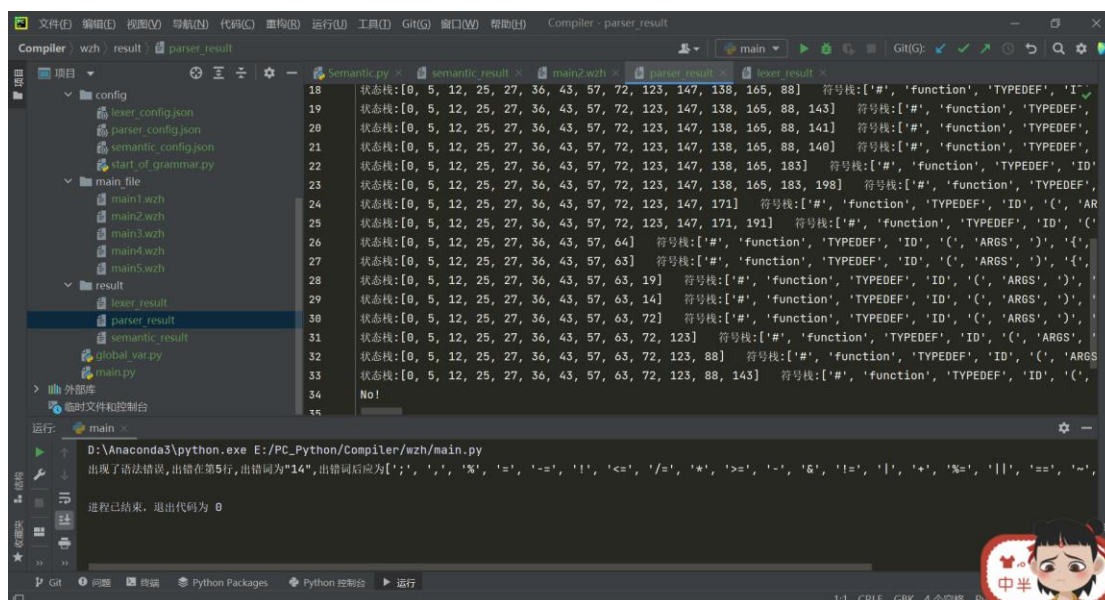 文件(F) 编辑(E) 视图(V) 导航(N) 代码(C) 重构(R) 运行(U) 工具(T) Git(G) 窗口(W) 帮助(H) Compiler - parser_result
Compiler wzh result parser_result main Git(G):
项目 Semantic.py semantic_result main2.wzh parser_result lexer_result
config
lexer_config.json
parser_config.json
semantic_config.json
start_of_grammar.py
main_file
main1.wzh
main2.wzh
main3.wzh
main4.wzh
main5.wzh
result
lexer_result
parser_result
semantic_result
global_var.py
main.py
外部库
临时文件和控制台
18 状态栈:[0, 5, 12, 25, 27, 36, 43, 57, 72, 123, 147, 138, 165, 88] 符号栈:['#', 'function', 'TYPEDEF', 'I
19 状态栈:[0, 5, 12, 25, 27, 36, 43, 57, 72, 123, 147, 138, 165, 88, 143] 符号栈:['#', 'function', 'TYPEDEF',
20 状态栈:[0, 5, 12, 25, 27, 36, 43, 57, 72, 123, 147, 138, 165, 88, 141] 符号栈:['#', 'function', 'TYPEDEF',
21 状态栈:[0, 5, 12, 25, 27, 36, 43, 57, 72, 123, 147, 138, 165, 88, 140] 符号栈:['#', 'function', 'TYPEDEF',
22 状态栈:[0, 5, 12, 25, 27, 36, 43, 57, 72, 123, 147, 138, 165, 183] 符号栈:['#', 'function', 'TYPEDEF', 'ID
23 状态栈:[0, 5, 12, 25, 27, 36, 43, 57, 72, 123, 147, 138, 165, 183, 198] 符号栈:['#', 'function', 'TYPEDEF',
24 状态栈:[0, 5, 12, 25, 27, 36, 43, 57, 72, 123, 147, 171] 符号栈:['#', 'function', 'TYPEDEF', 'ID', '(', 'AR
25 状态栈:[0, 5, 12, 25, 27, 36, 43, 57, 72, 123, 147, 171, 191] 符号栈:['#', 'function', 'TYPEDEF', 'ID', '(
26 状态栈:[0, 5, 12, 25, 27, 36, 43, 57, 64] 符号栈:['#', 'function', 'TYPEDEF', 'ID', '(', 'ARGS', ')', '{',
27 状态栈:[0, 5, 12, 25, 27, 36, 43, 57, 63] 符号栈:['#', 'function', 'TYPEDEF', 'ID', '(', 'ARGS', ')', '{',
28 状态栈:[0, 5, 12, 25, 27, 36, 43, 57, 63, 19] 符号栈:['#', 'function', 'TYPEDEF', 'ID', '(', 'ARGS', ')', '
29 状态栈:[0, 5, 12, 25, 27, 36, 43, 57, 63, 14] 符号栈:['#', 'function', 'TYPEDEF', 'ID', '(', 'ARGS', ')', '
30 状态栈:[0, 5, 12, 25, 27, 36, 43, 57, 63, 72] 符号栈:['#', 'function', 'TYPEDEF', 'ID', '(', 'ARGS', ')', '
31 状态栈:[0, 5, 12, 25, 27, 36, 43, 57, 63, 72, 123] 符号栈:['#', 'function', 'TYPEDEF', 'ID', '(', 'ARGS', '
32 状态栈:[0, 5, 12, 25, 27, 36, 43, 57, 63, 72, 123, 88] 符号栈:['#', 'function', 'TYPEDEF', 'ID', '(', 'ARGS
33 状态栈:[0, 5, 12, 25, 27, 36, 43, 57, 63, 72, 123, 88, 143] 符号栈:['#', 'function', 'TYPEDEF', 'ID', '(',
34 No!
35
运行: main
D:\Anaconda3\python.exe E:/PC_Python/Compiler/wzh/main.py
出现了语法错误,出错在第5行,出错词为"14",出错词后应为[';', ',', '%', '=', '-=', '!', '<=', '/=', '*', '>=', '-', '&', '!=', '|', '+', '%=', '||', '==', '~',
进程已结束，退出代码为 0
项目
结构
收藏夹
Git 问题 终端 Python Packages Python 控制台 运行
1:1 CRLF GBK 4 个空格
中半